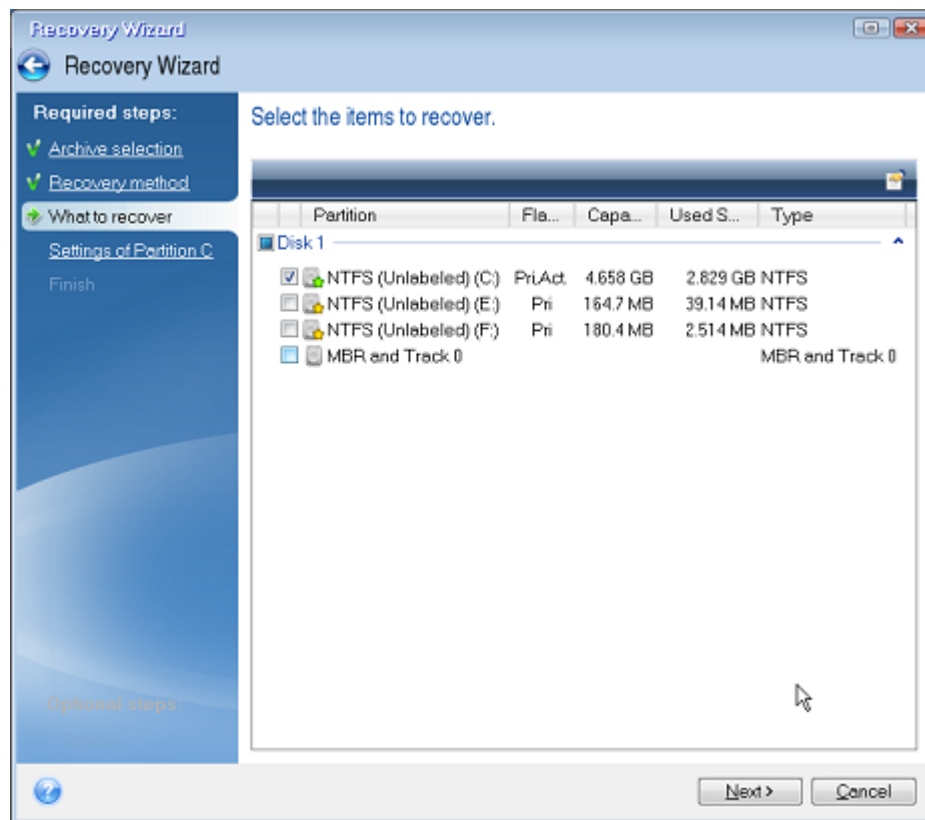 Recovery Wizard
Recovery Wizard
Required steps:
Archive selection
Recovery method
What to recover
Settings of Partition C
Finish
Optional steps:
Options
Select the items to recover.
Partition Fla... Capa... Used S... Type
Disk 1
NTFS (Unlabeled) (C:) Pri,Act. 4.658 GB 2.829 GB NTFS
NTFS (Unlabeled) (E:) Pri 164.7 MB 39.14 MB NTFS
NTFS (Unlabeled) (F:) Pri 180.4 MB 2.514 MB NTFS
MBR and Track 0 MBR and Track 0
Next > Cancel